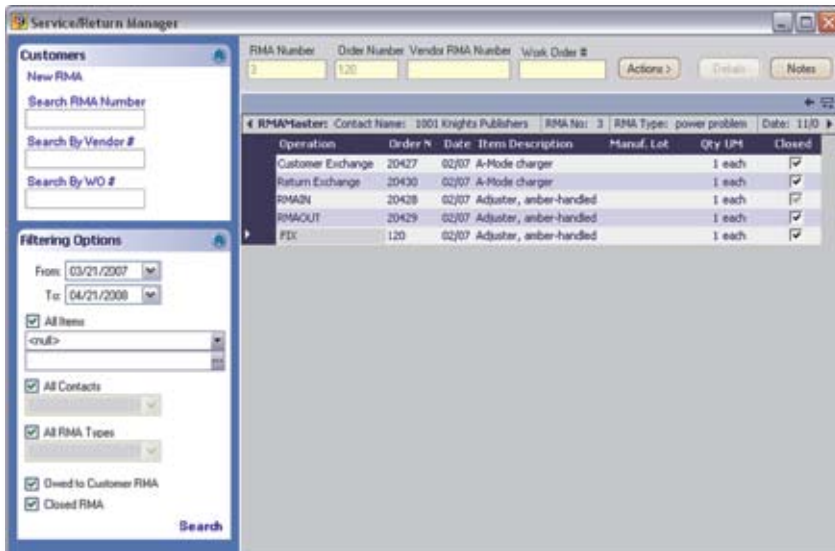 Service/Return Manager
Customers
New RMA
Search RMA Number
Search By Vendor #
Search By WO #
Filtering Options
From: 03/21/2007
To: 04/21/2008
All Items
<null>
All Contacts
All RMA Types
Owed to Customer RMA
Closed RMA
Search
RMA Number Order Number Vendor RMA Number Work Order #
3 120
Actions > Details Notes
RMAMaster: Contact Name: 1001 Knights Publishers RMA No: 3 RMA Type: power problem Date: 11/0
Operation Order N Date Item Description Manuf. Lot Qty UM Closed
Customer Exchange 20427 02/07 A-Mode charger 1 each
Return Exchange 20430 02/07 A-Mode charger 1 each
RMAIN 20428 02/07 Adjuster, amber-handled 1 each
RMAOUT 20429 02/07 Adjuster, amber-handled 1 each
FIX 120 02/07 Adjuster, amber-handled 1 each